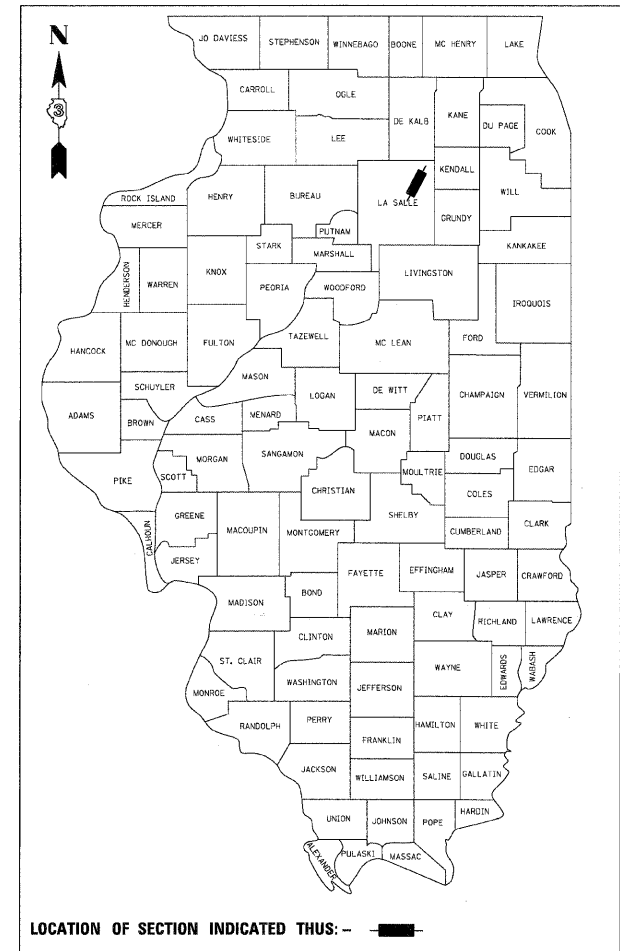 N
3
JO DAVIESS STEPHENSON WINNEBAGO BOONE MC HENRY LAKE
CARROLL OGLE DE KALB KANE DU PAGE COOK
WHITESIDE LEE
KENDALL WILL
ROCK ISLAND HENRY BUREAU LA SALLE GRUNDY
MERCER PUTNAM
STARK MARSHALL KANKAKEE
HENDERSON WARREN KNOX PEORIA WOODFORD LIVINGSTON IROQUOIS
HANCOCK MC DONOUGH FULTON TAZEWELL MC LEAN FORD
SCHUYLER MASON LOGAN DE WITT PIATT CHAMPAIGN VERMILION
ADAMS BROWN CASS MENARD MACON
MORGAN SANGAMON MOULTRIE DOUGLAS EDGAR
PIKE SCOTT CHRISTIAN COLES
GREENE MACOUPIN MONTGOMERY SHELBY CUMBERLAND CLARK
CALHOUN JERSEY
FAYETTE EFFINGHAM JASPER CRAWFORD
MADISON BOND CLAY RICHLAND LAWRENCE
CLINTON MARION
ST. CLAIR WAYNE EDWARDS WABASH
MONROE WASHINGTON JEFFERSON
RANDOLPH PERRY HAMILTON WHITE
FRANKLIN
JACKSON WILLIAMSON SALINE GALLATIN
UNION JOHNSON POPE HARDIN
ALEXANDER PULASKI MASSAC
LOCATION OF SECTION INDICATED THUS: -